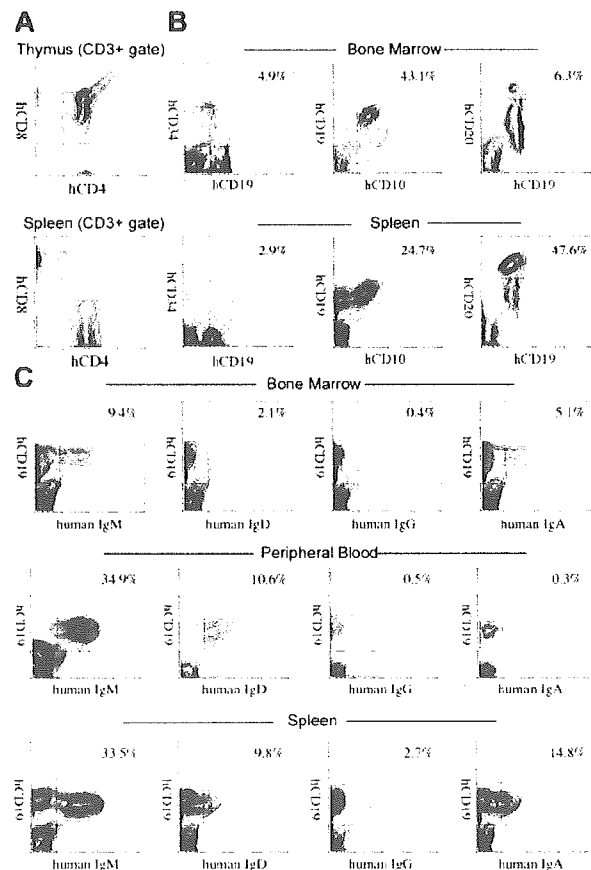 A
B
Thymus (CD3+ gate)
Bone Marrow
4.9%
43.1%
6.3%
hCD8
hCD34
hCD19
hCD20
hCD4
hCD19
hCD10
hCD19
Spleen (CD3+ gate)
Spleen
2.9%
24.7%
47.6%
hCD8
hCD34
hCD19
hCD20
hCD4
hCD19
hCD10
hCD19
C
Bone Marrow
9.4%
2.1%
0.4%
5.1%
hCD19
hCD19
hCD19
hCD19
human IgM
human IgD
human IgG
human IgA
Peripheral Blood
34.9%
10.6%
0.5%
0.3%
hCD19
hCD19
hCD19
hCD19
human IgM
human IgD
human IgG
human IgA
Spleen
33.5%
9.8%
2.7%
14.8%
hCD19
hCD19
hCD19
hCD19
human IgM
human IgD
human IgG
human IgA